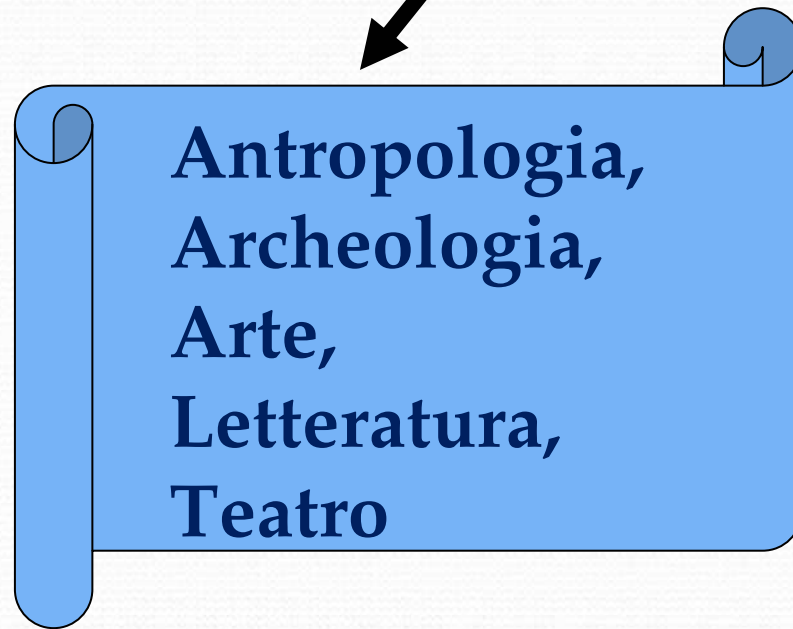 Antropologia,
Archeologia,
Arte,
Letteratura,
Teatro